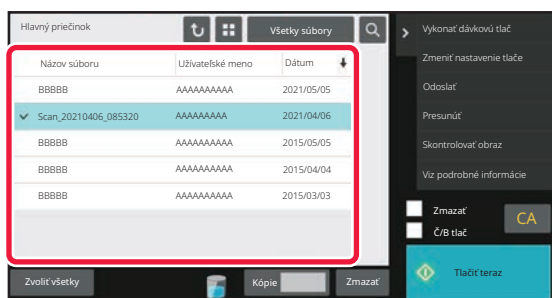 Hlavný priečinok
Všetky súbory
Názov súboru Užívateľské meno Dátum
BBBBB AAAAAAAAAA 2021/05/05
Scan_20210406_085320 AAAAAAAAA 2021/04/06
BBBBB AAAAAAAAAA 2015/05/05
BBBBB AAAAAAAAAA 2015/04/04
BBBBB AAAAAAAAAA 2015/03/03
Zvoliť všetky
Kópie
Zmazať
Vykonať dávkovú tlač
Zmeniť nastavenie tlače
Odoslať
Presunúť
Skontrolovať obraz
Viz podrobné informácie
Zmazať
Č/B tlač
CA
Tlačiť teraz